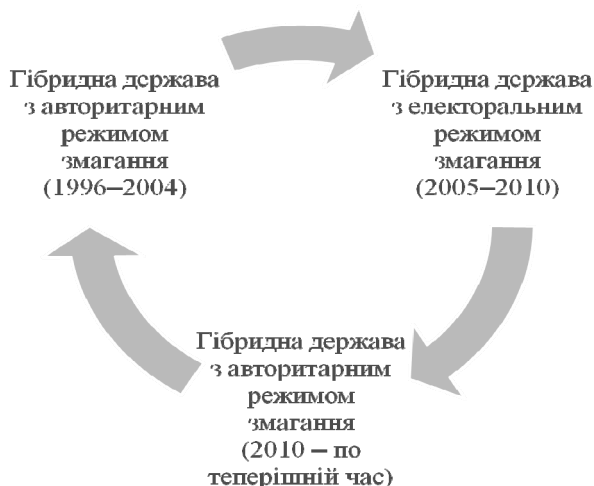 Гібридна держава
з авторитарним
режимом
змагання
(1996–2004)
Гібридна держава
з електоральним
режимом
змагання
(2005–2010)
Гібридна держава
з авторитарним
режимом
змагання
(2010 – по
теперішній час)